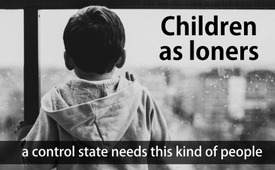 Children
as loners
a control state needs this kind of people